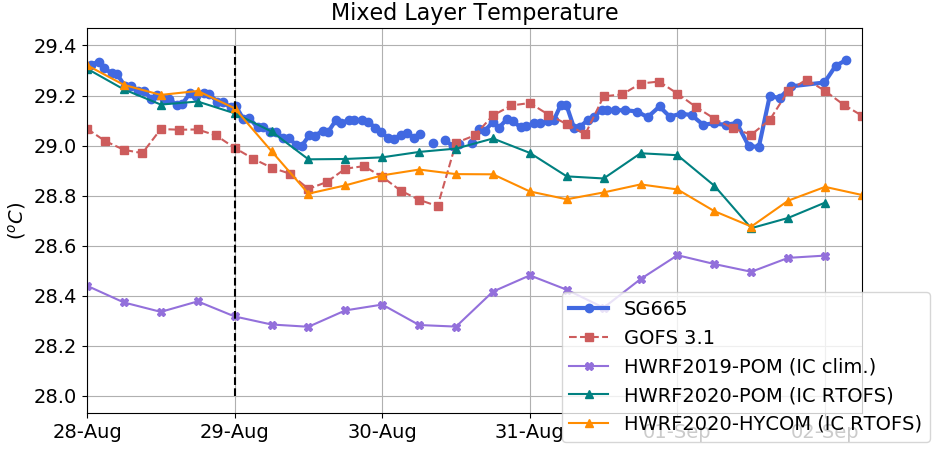 Mixed Layer Temperature
29.4
29.2
29.0
28.8
28.6
28.4
28.2
28.0
(°C)
28-Aug
29-Aug
30-Aug
31-Aug
01-Sep
02-Sep
SG665
GOFS 3.1
HWRF2019-POM (IC clim.)
HWRF2020-POM (IC RTOFS)
HWRF2020-HYCOM (IC RTOFS)